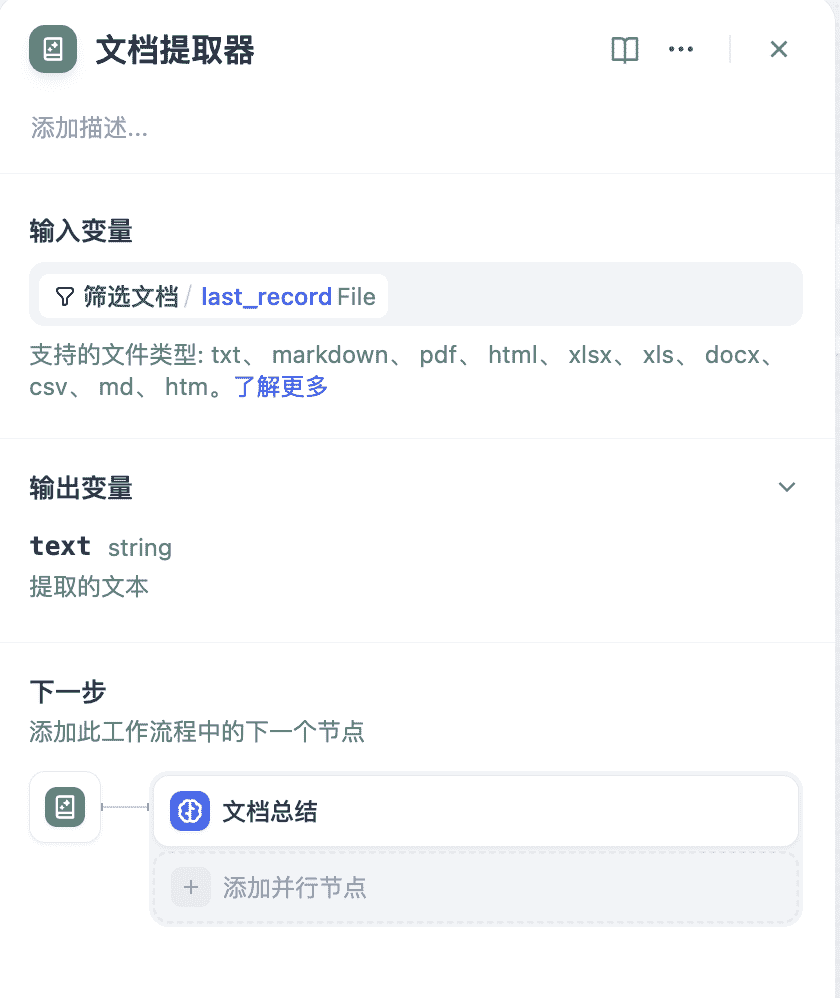 文档提取器
添加描述...
输入变量
筛选文档 / last_record File
支持的文件类型: txt、 markdown、 pdf、 html、 xlsx、 xls、 docx、
csv、 md、 htm。了解更多
输出变量
text string
提取的文本
下一步
添加此工作流程中的下一个节点
文档总结
添加并行节点